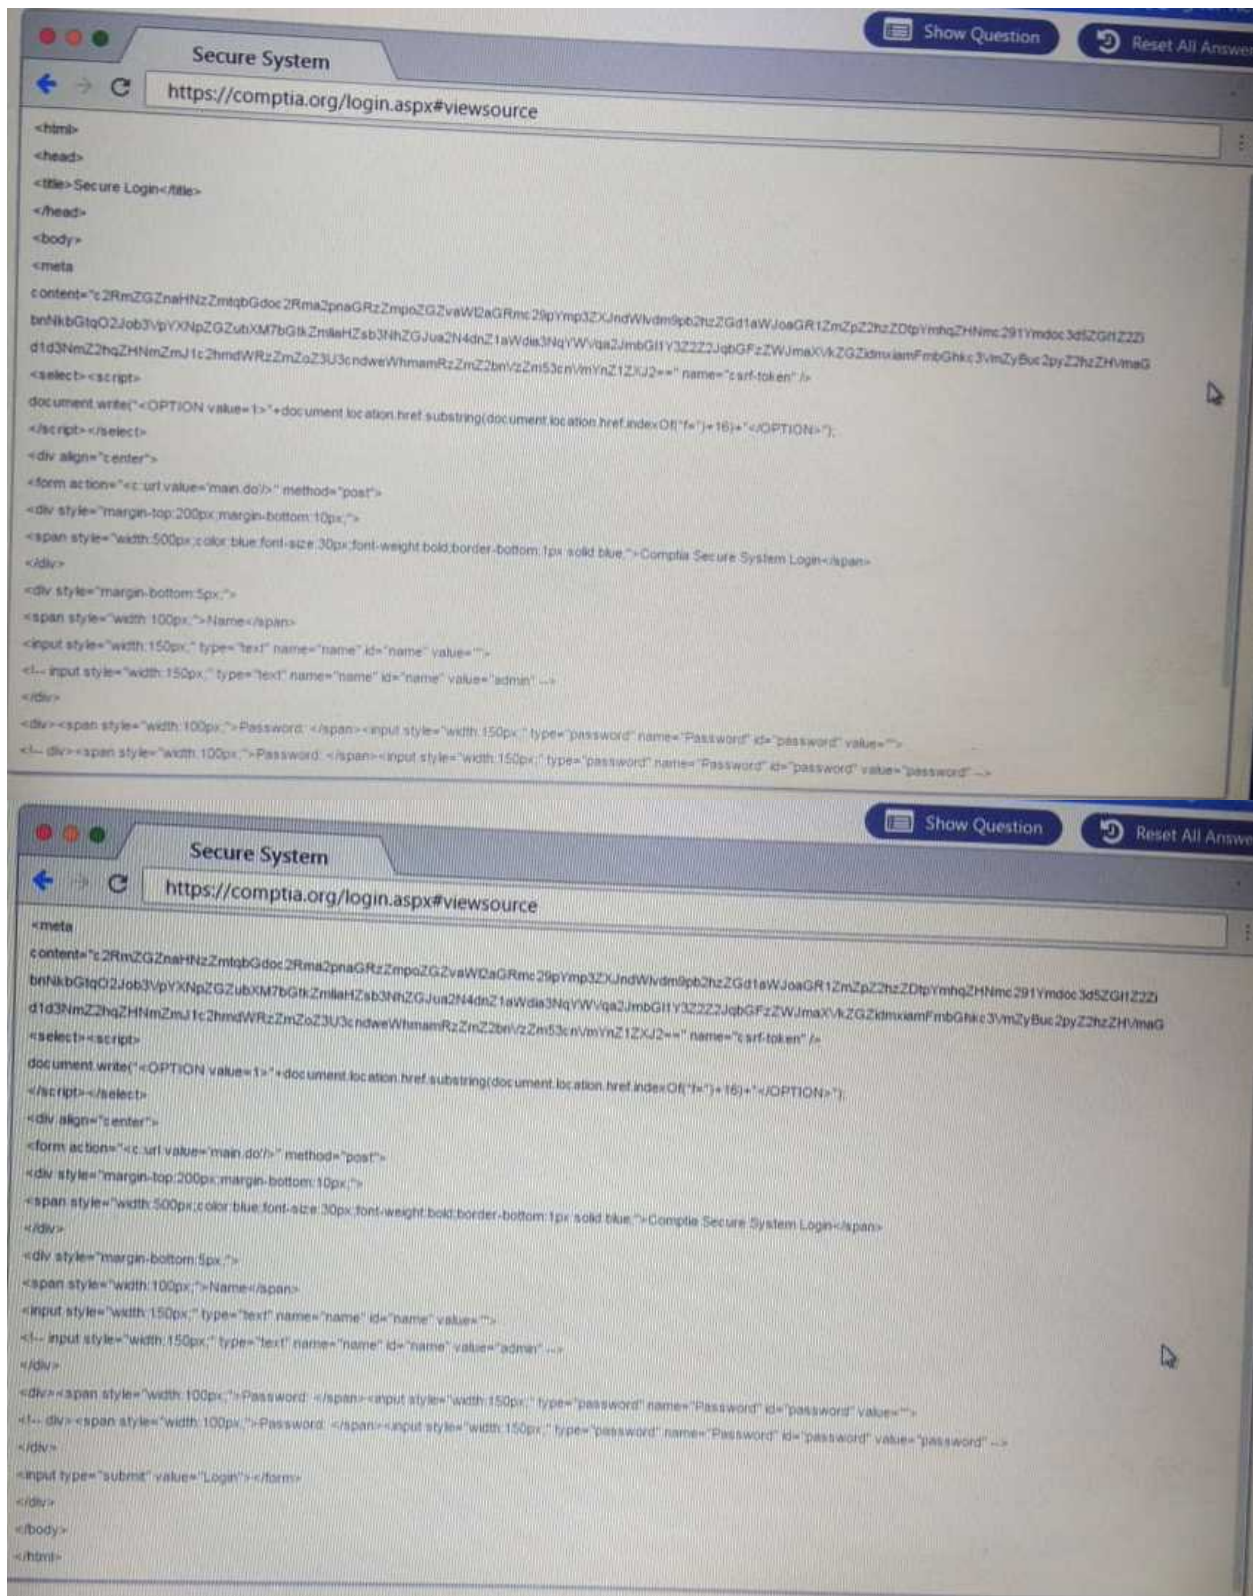 Show Question
Reset All Answe
Secure System
https://comptia.org/login.aspx#viewsource
<html>
<head>
<title>Secure Login</title>
</head>
<body>
<meta
<select><script>
document.write("<OPTION value=1>"+document.location.href.substring(document.location.href.indexOf("f=")+16)+"</OPTION>");
</script></select>
<div align="center">
<form action="<c:url value='main.do'/>" method="post">
<div style="margin-top:200px;margin-bottom:10px;">
<span style="width:500px;color:blue;font-size:30px;font-weight:bold;border-bottom:1px solid blue;">Comptia Secure System Login</span>
</div>
<div style="margin-bottom:5px;">
<span style="width:100px;">Name</span>
<input style="width:150px;" type="text" name="name" id="name" value="">
<!-- input style="width:150px;" type="text" name="name" id="name" value="admin" -->
</div>
<div><span style="width:100px;">Password: </span><input style="width:150px;" type="password" name="Password" id="password" value="">
<!-- div><span style="width:100px;">Password: </span><input style="width:150px;" type="password" name="Password" id="password" value="password" -->
Show Question
Reset All Answe
Secure System
https://comptia.org/login.aspx#viewsource
<meta
name="csrf-token" />
<select><script>
document.write("<OPTION value=1>"+document.location.href.substring(document.location.href.indexOf("f=")+16)+"</OPTION>");
</script></select>
<div align="center">
<form action="<c:url value='main.do'/>" method="post">
<div style="margin-top:200px;margin-bottom:10px;">
<span style="width:500px;color:blue;font-size:30px;font-weight:bold;border-bottom:1px solid blue;">Comptia Secure System Login</span>
</div>
<div style="margin-bottom:5px;">
<span style="width:100px;">Name</span>
<input style="width:150px;" type="text" name="name" id="name" value="">
<!-- input style="width:150px;" type="text" name="name" id="name" value="admin" -->
</div>
<div><span style="width:100px;">Password: </span><input style="width:150px;" type="password" name="Password" id="password" value="">
<!-- div><span style="width:100px;">Password: </span><input style="width:150px;" type="password" name="Password" id="password" value="password" -->
</div>
<input type="submit" value="Login"></form>
</div>
</body>
</html>